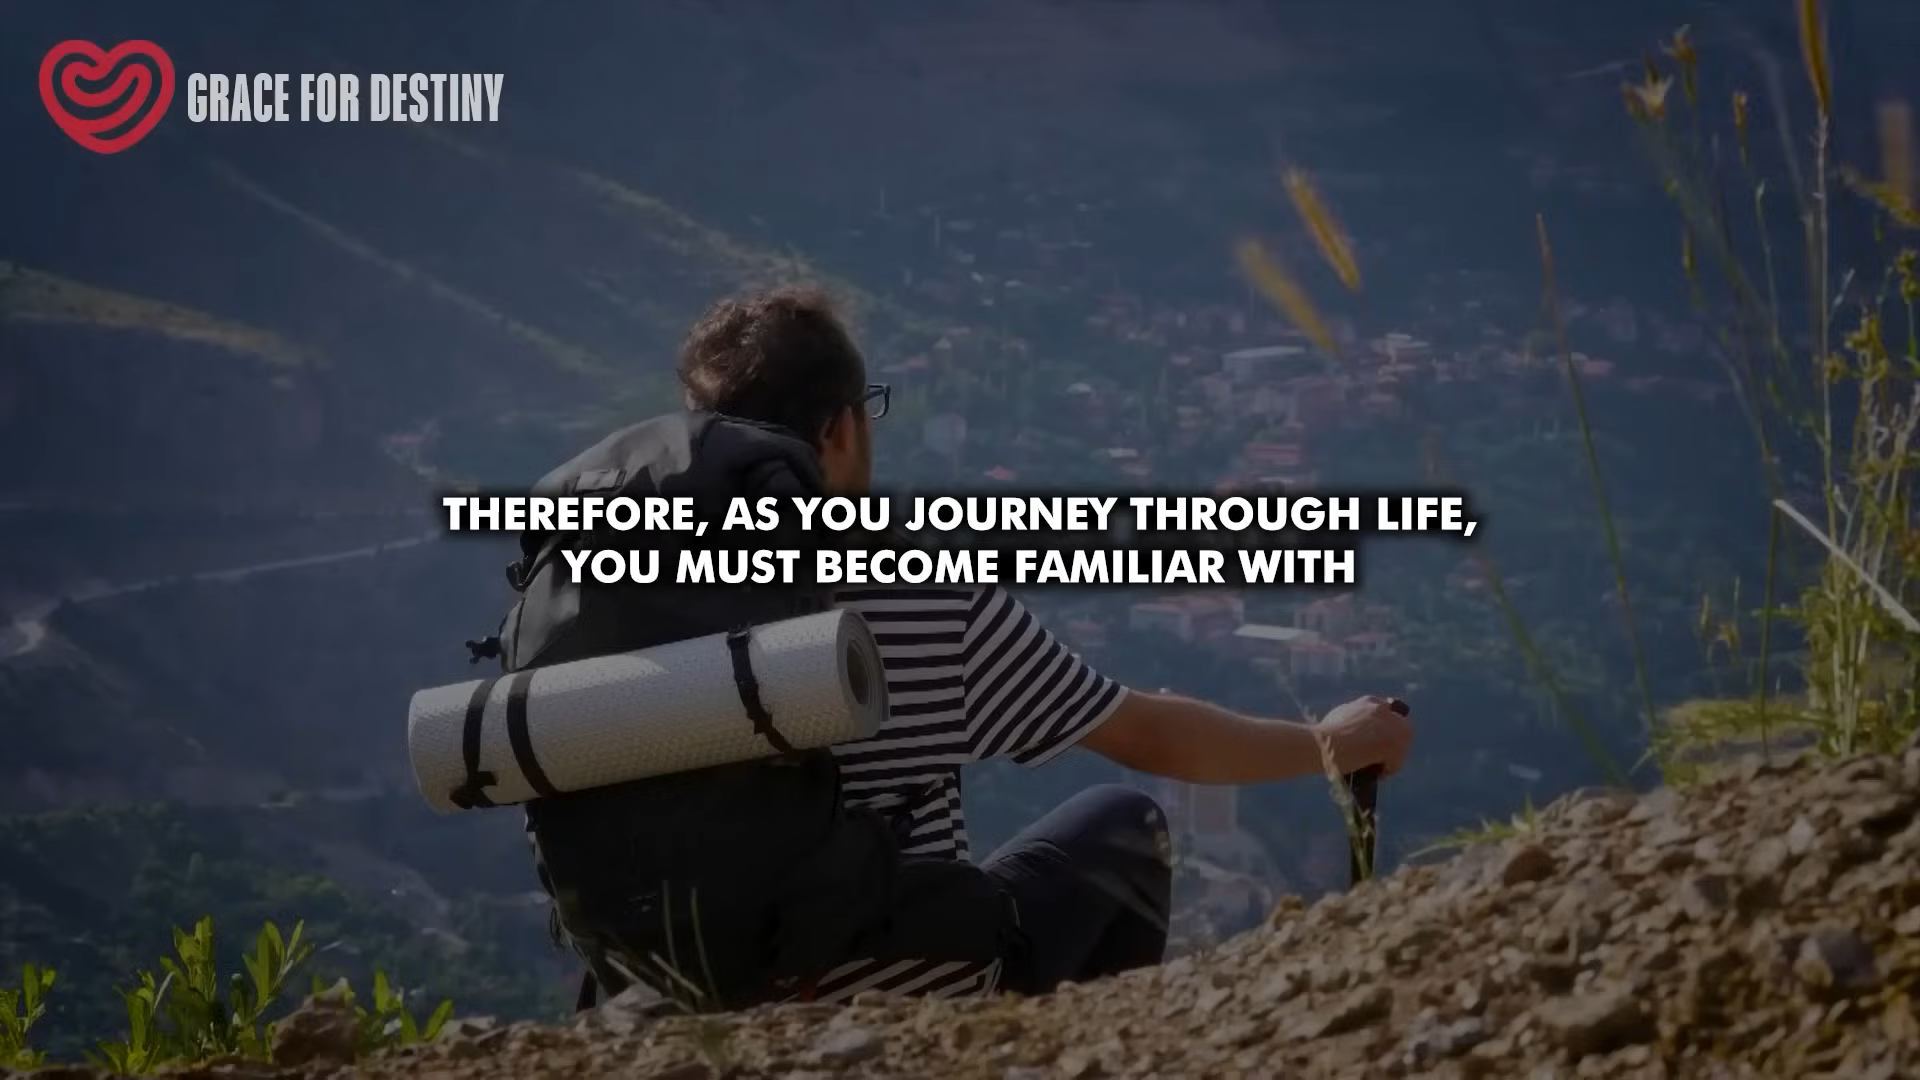 GRACE FOR DESTINY
THEREFORE, AS YOU JOURNEY THROUGH LIFE,
YOU MUST BECOME FAMILIAR WITH